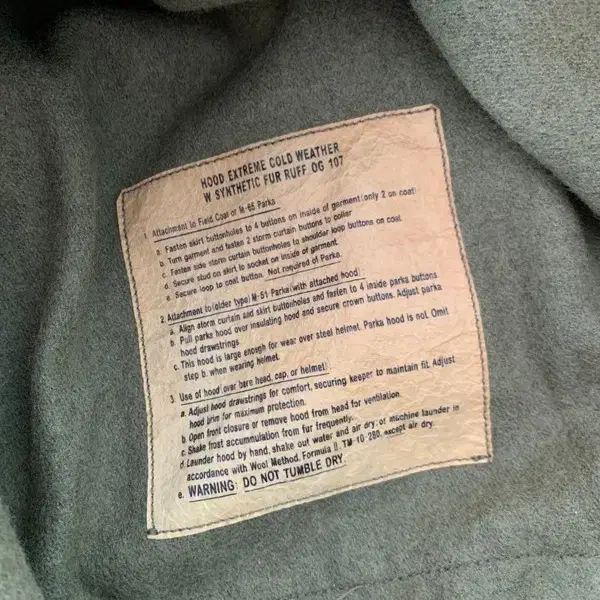 HOOD EXTREME COLD WEATHER
W SYNTHETIC FUR RUFF OG 107
1. Attachment to Field Coat or M-65 Parka
a. Fasten skirt buttonholes to 4 buttons on inside of garment (only 2 on coat)
b. Turn garment and fasten 2 storm curtain buttons to collar
c. Fasten side storm curtain buttonholes to shoulder loop buttons on coat
d. Secure stud on skirt to socket on inside of garment.
e. Secure loop to coat button. Not required of Parka.
2. Attachment to (older type) M-51 Parka (with attached hood)
a. Align storm curtain and skirt buttonholes and fasten to 4 inside parka buttons
b. Pull parka hood over insulating hood and secure crown buttons. Adjust parka
hood drawstrings.
c. This hood is large enough for wear over steel helmet. Parka hood is not. Omit
step b. when wearing helmet.
3. Use of hood (over bare head, cap, or helmet)
a. Adjust hood drawstrings for comfort, securing keeper to maintain fit. Adjust
hood brim for maximum protection.
b. Open front closure or remove hood from head for ventilation.
c. Shake frost accumulation from fur frequently.
d. Launder hood by hand, shake out water and air dry, or machine launder in
accordance with Wool Method, Formula II, TM-10-280, except air dry.
e. WARNING: DO NOT TUMBLE DRY